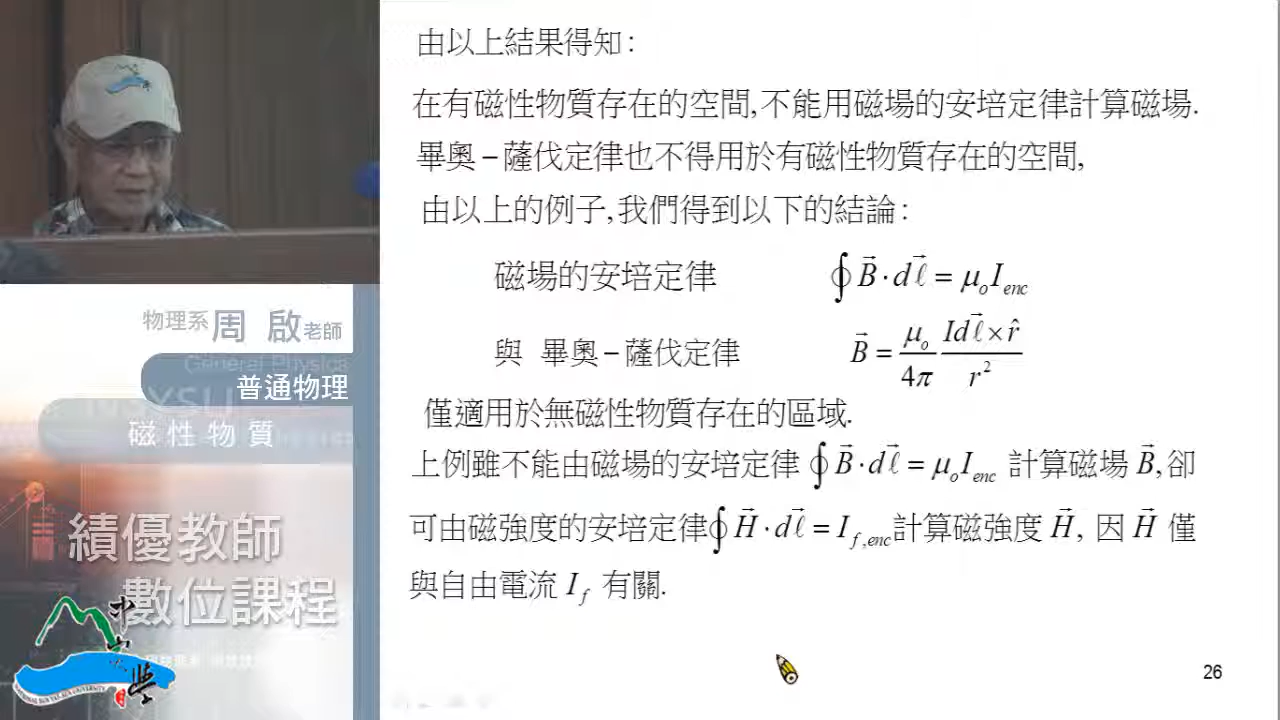 由以上結果得知:
在有磁性物質存在的空間,不能用磁場的安培定律計算磁場.
畢奧－薩伐定律也不得用於有磁性物質存在的空間,
由以上的例子,我們得到以下的結論:
磁場的安培定律 ∮B⃗·dℓ⃗ = μ₀I_enc
與 畢奧－薩伐定律 B⃗ = μ₀/4π Idℓ⃗×r̂/r²
僅適用於無磁性物質存在的區域.
上例雖不能由磁場的安培定律 ∮B⃗·dℓ⃗ = μ₀I_enc 計算磁場 B⃗,卻
可由磁強度的安培定律∮H⃗·dℓ⃗ = I_f,enc 計算磁強度 H⃗, 因 H⃗ 僅
與自由電流 I_f 有關.
26
物理系 周 啟 老師
General Physics
普通物理
磁性物質
績優教師
數位課程